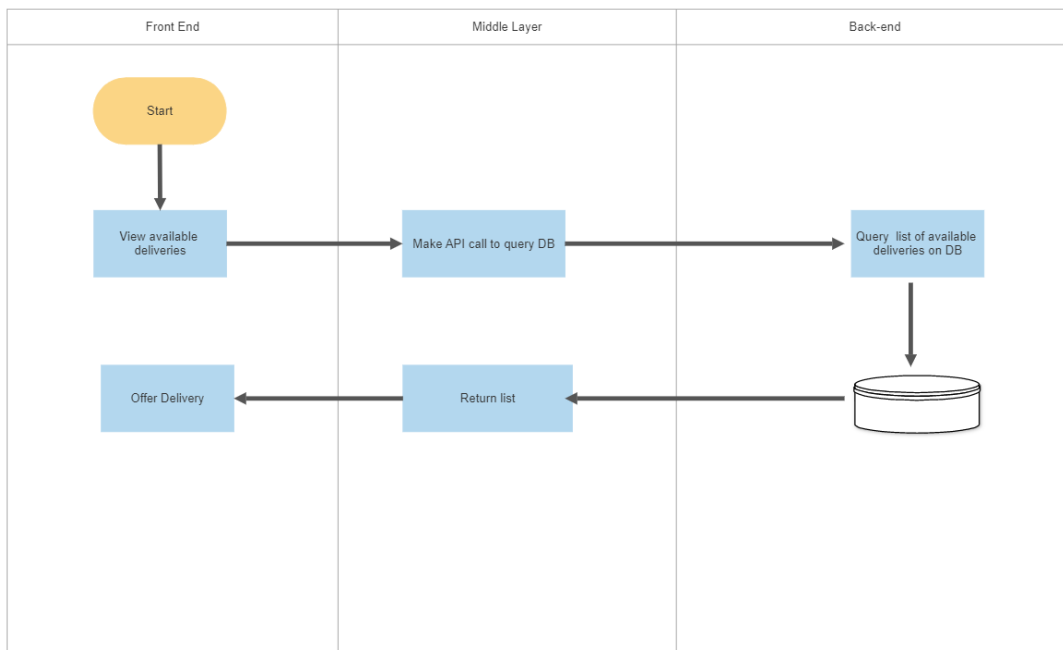 Front End
Middle Layer
Back-end
Start
View available
deliveries
Make API call to query DB
Query  list of available
deliveries on DB
Offer Delivery
Return list